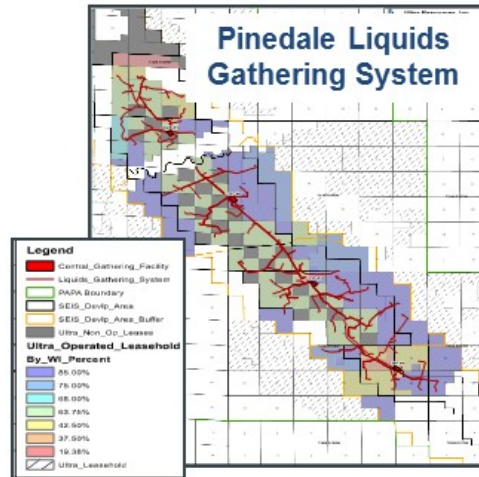 Pinedale Liquids
Gathering System
Legend
Central_Gathering_Facility
Liquids_Gathering_System
PAPA Boundary
SEIS_Devlp_Area
SEIS_Devlp_Area_Buffer
Ultra_Non_Op_Leases
Ultra_Operated_Leasehold
By_WI_Percent
85.00%
75.00%
68.00%
63.75%
42.50%
37.50%
19.38%
Ultra_Leasehold